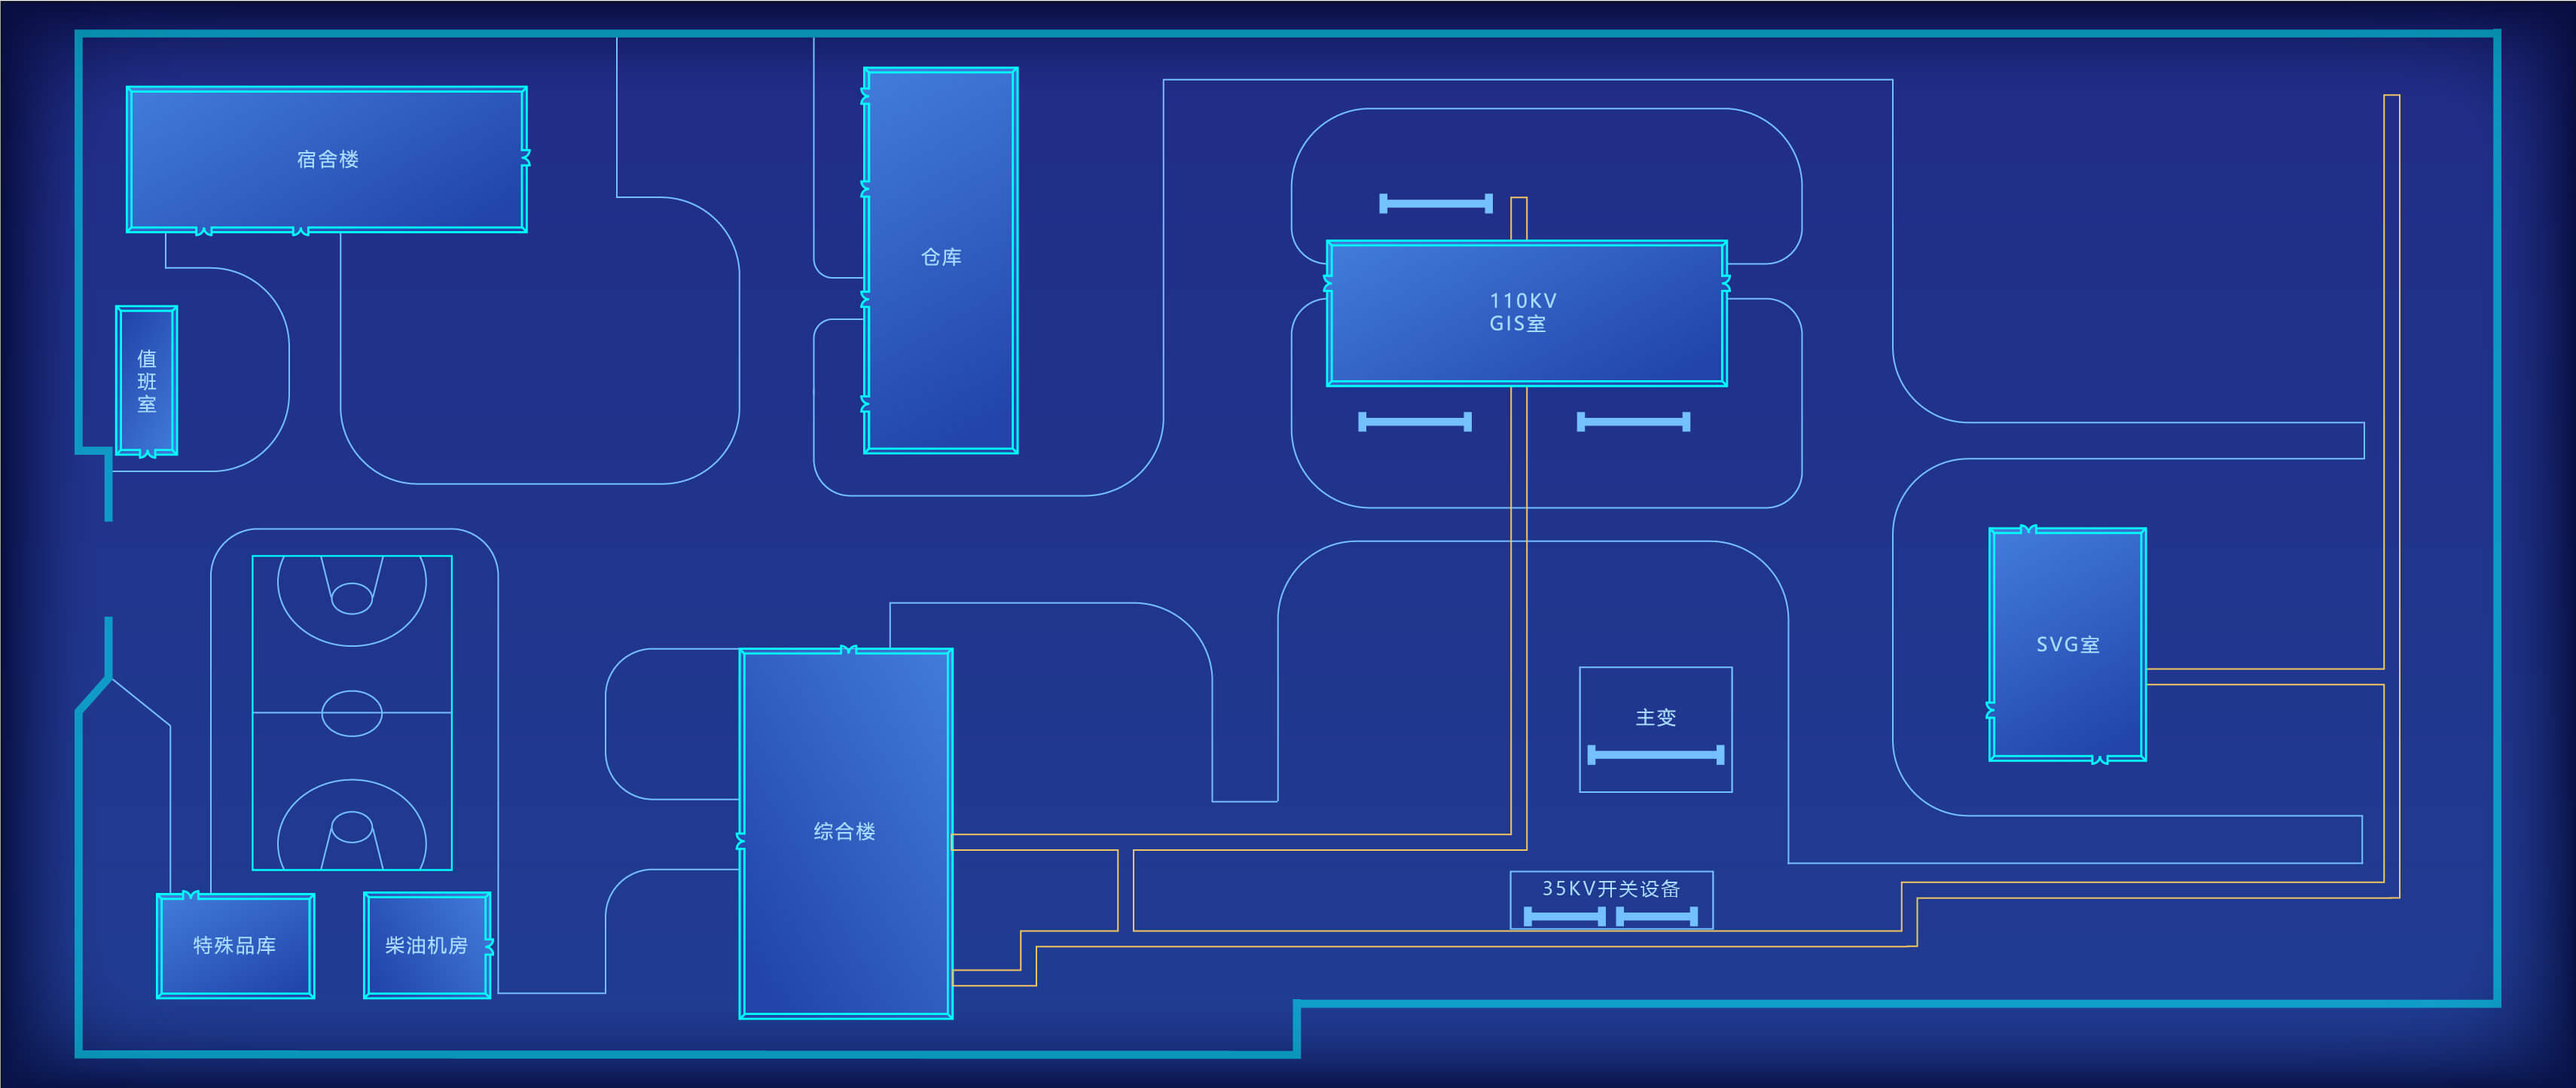 宿舍楼
仓库
110KV
GIS室
值
班
室
SVG室
主变
综合楼
35KV开关设备
特殊品库
柴油机房